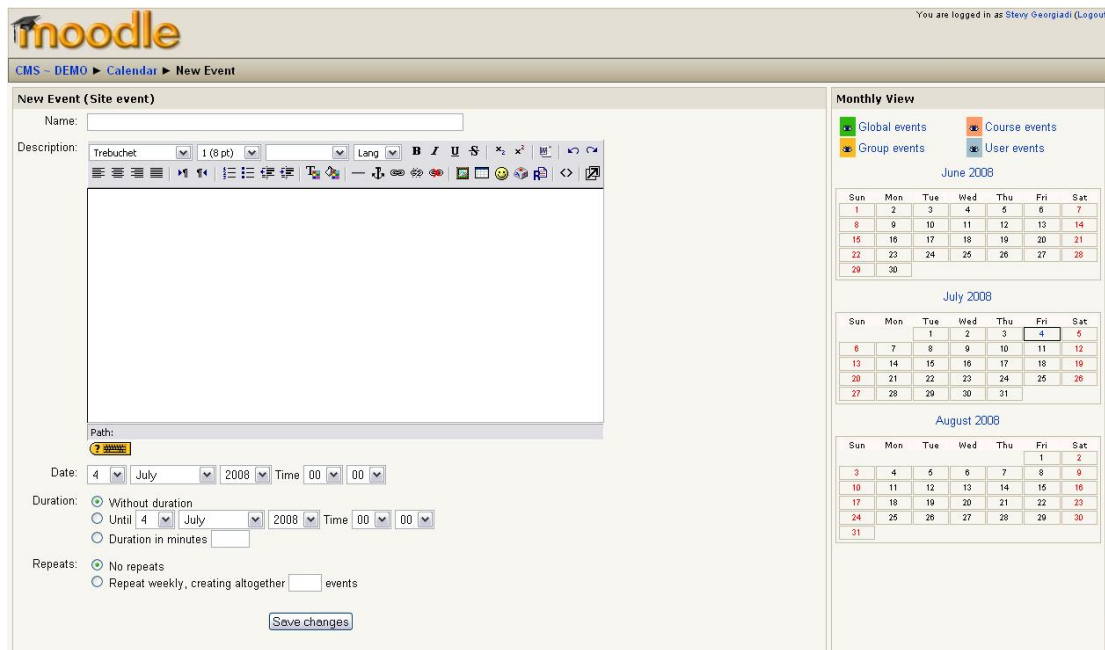 moodle
You are logged in as Stevy Georgiadi (Logout
CMS ~ DEMO ► Calendar ► New Event
New Event (Site event)
Name:
Description:
Trebuchet 1 (8 pt) Lang B I U S x₂ x²
Path:
?
Date: 4 July 2008 Time 00 00
Duration: Without duration
Until 4 July 2008 Time 00 00
Duration in minutes
Repeats: No repeats
Repeat weekly, creating altogether events
Save changes
Monthly View
Global events Course events
Group events User events
June 2008
Sun Mon Tue Wed Thu Fri Sat
1 2 3 4 5 6 7
8 9 10 11 12 13 14
15 16 17 18 19 20 21
22 23 24 25 26 27 28
29 30
July 2008
Sun Mon Tue Wed Thu Fri Sat
1 2 3 4 5
6 7 8 9 10 11 12
13 14 15 16 17 18 19
20 21 22 23 24 25 26
27 28 29 30 31
August 2008
Sun Mon Tue Wed Thu Fri Sat
1 2
3 4 5 6 7 8 9
10 11 12 13 14 15 16
17 18 19 20 21 22 23
24 25 26 27 28 29 30
31